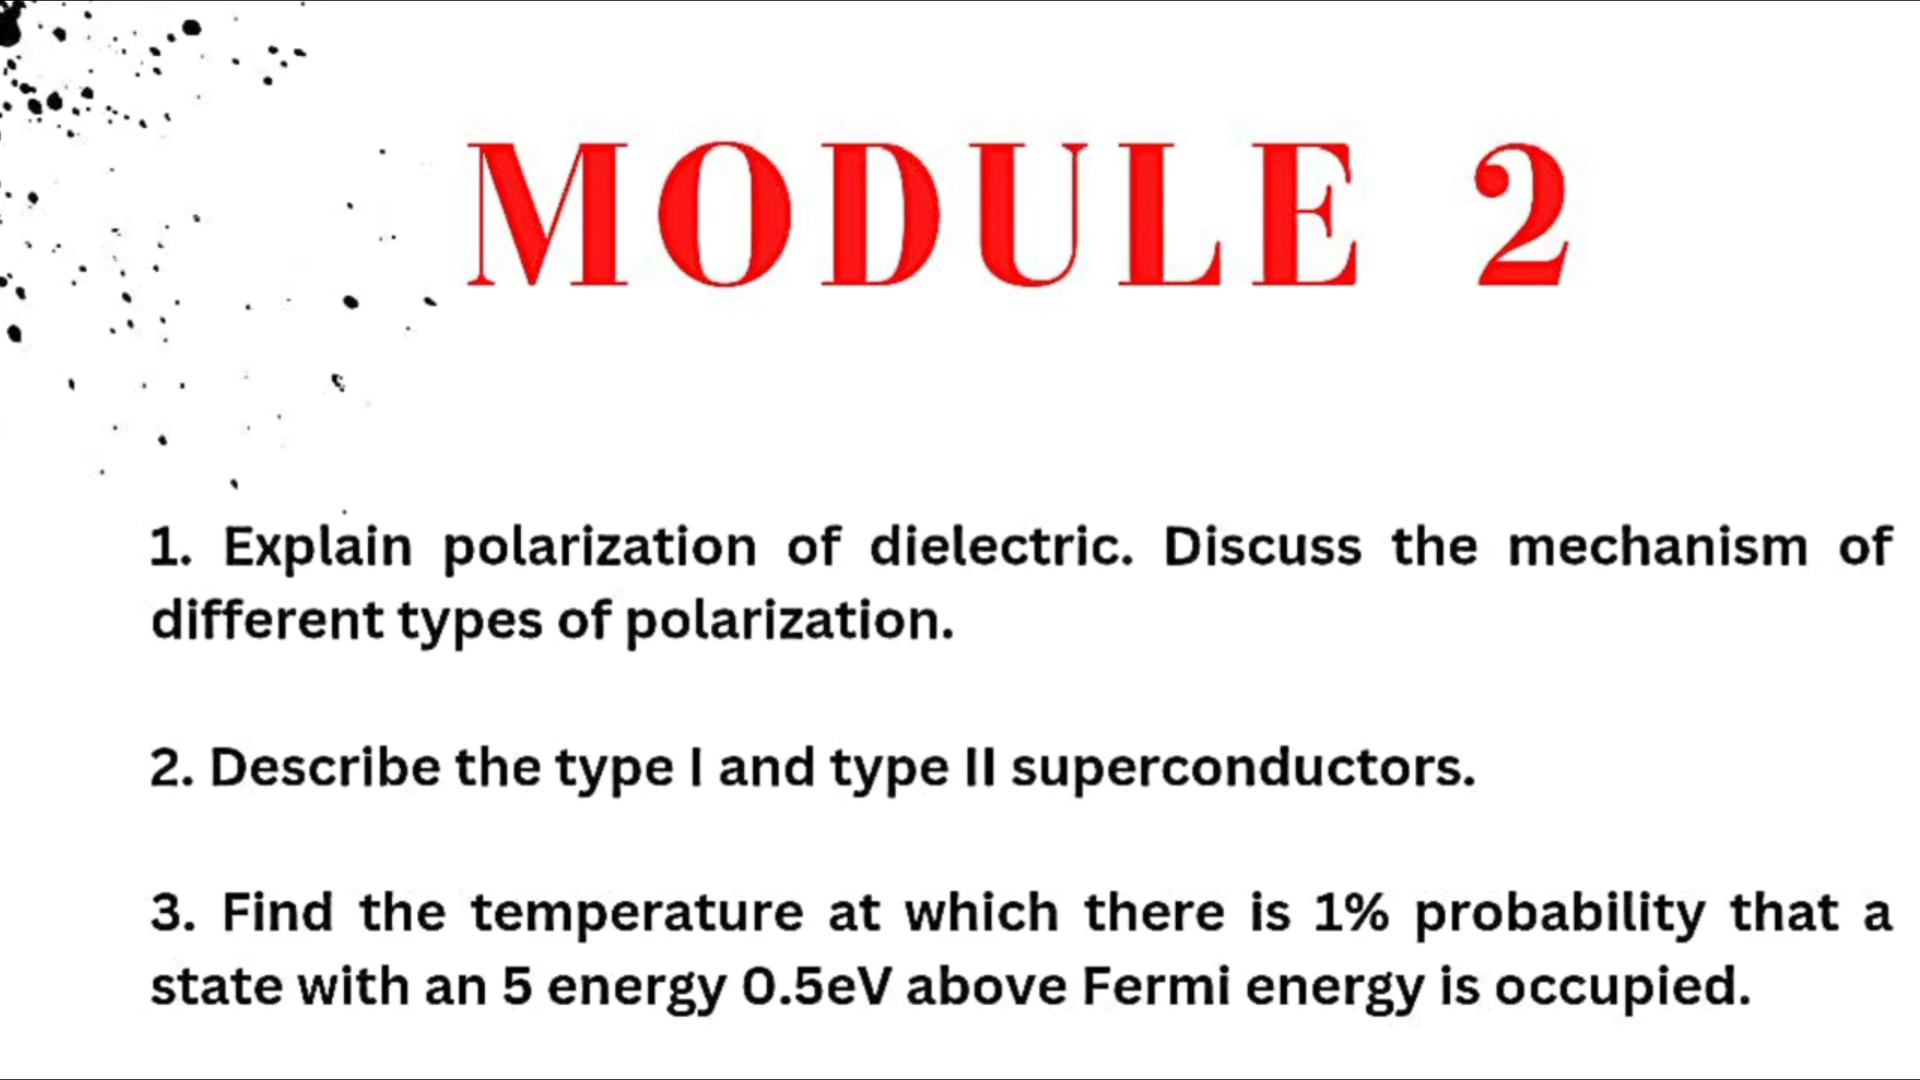 MODULE 2
1. Explain polarization of dielectric. Discuss the mechanism of
different types of polarization.
2. Describe the type I and type II superconductors.
3. Find the temperature at which there is 1% probability that a
state with an 5 energy 0.5eV above Fermi energy is occupied.